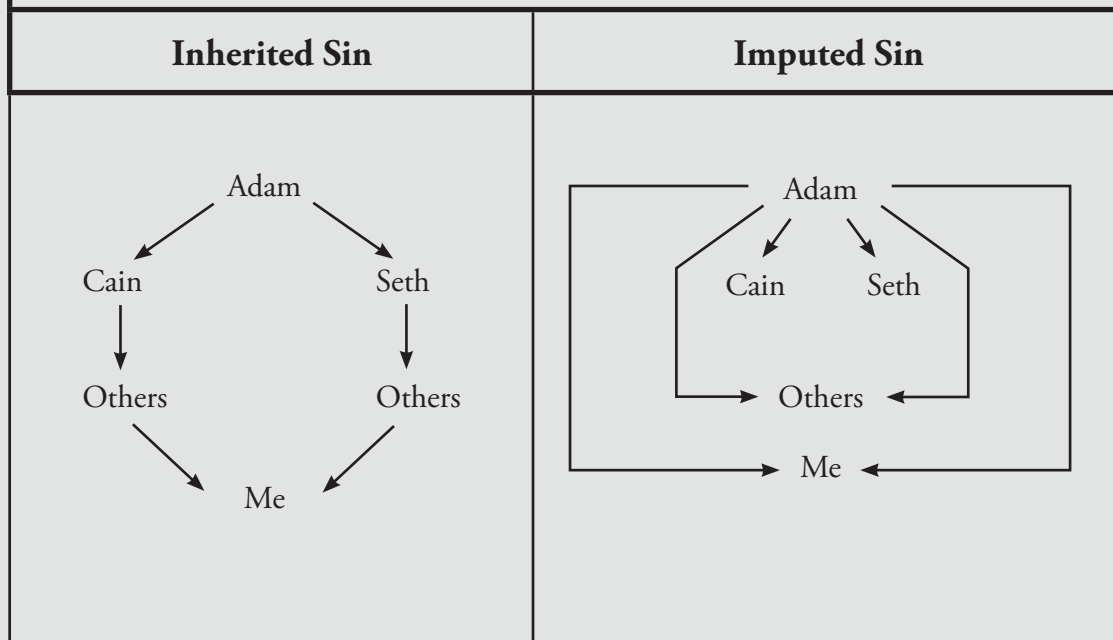 Inherited Sin
Adam
Cain Seth
Others Others
Me
Imputed Sin
Adam
Cain Seth
Others
Me